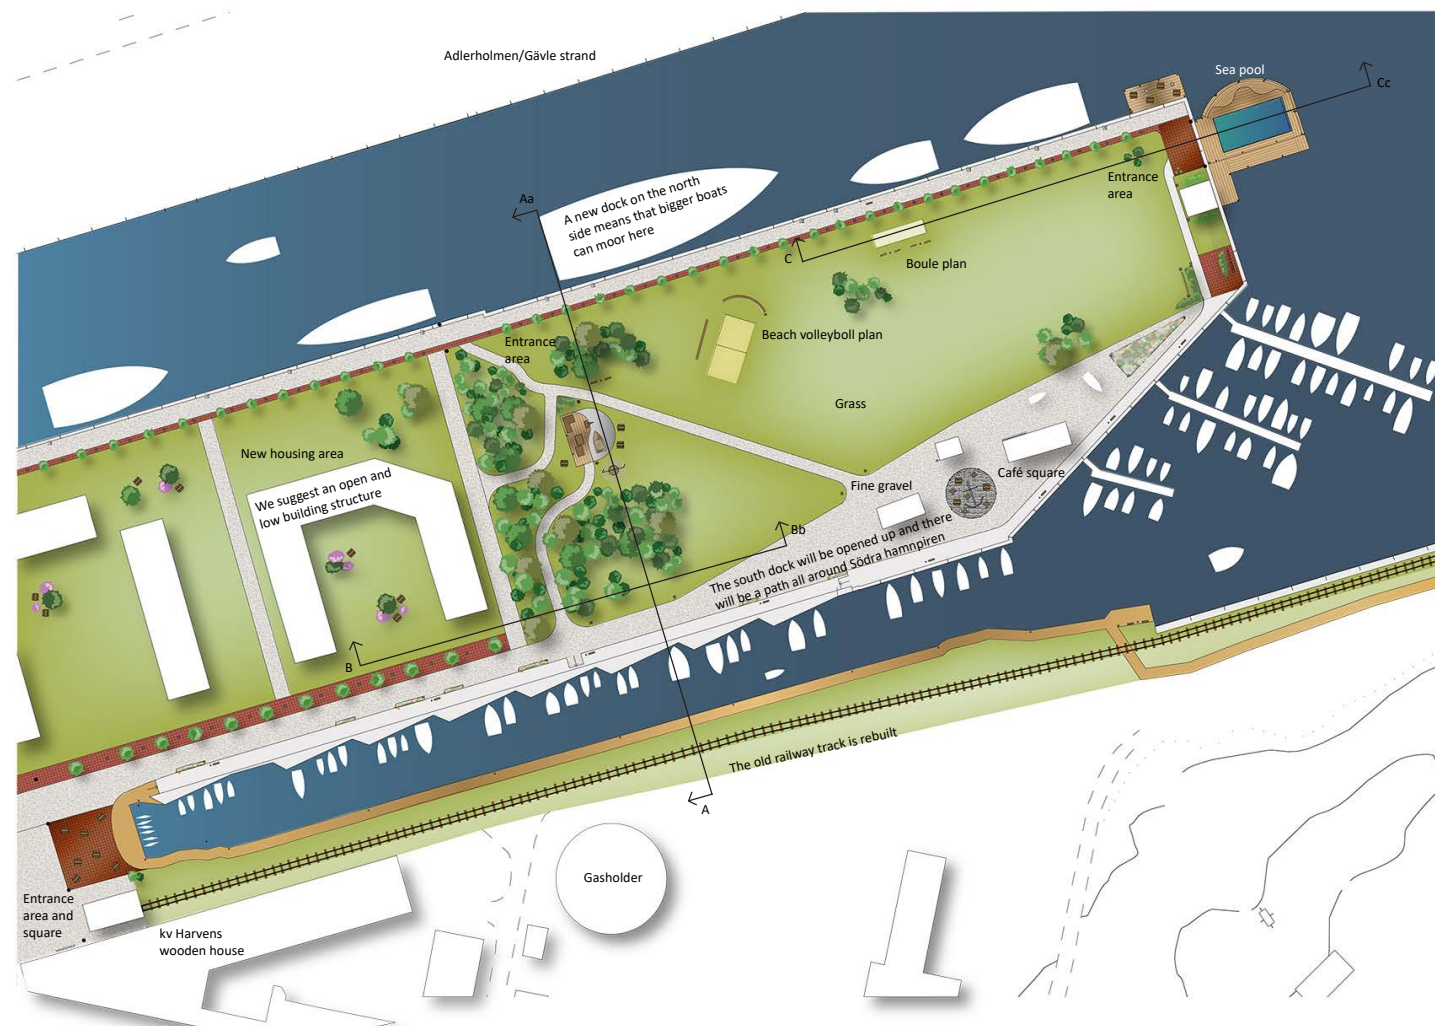 Adlerholmen/Gävle strand
Sea pool
Cc
Aa
A new dock on the north
side means that bigger boats
can moor here
Entrance
area
C
Boule plan
Beach volleyboll plan
Entrance
area
Grass
New housing area
We suggest an open and
low building structure
Café square
Fine gravel
Bb
The south dock will be opened up and there
will be a path all around Södra hamnpiren
B
The old railway track is rebuilt
A
Gasholder
Entrance
area and
square
kv Harvens
wooden house